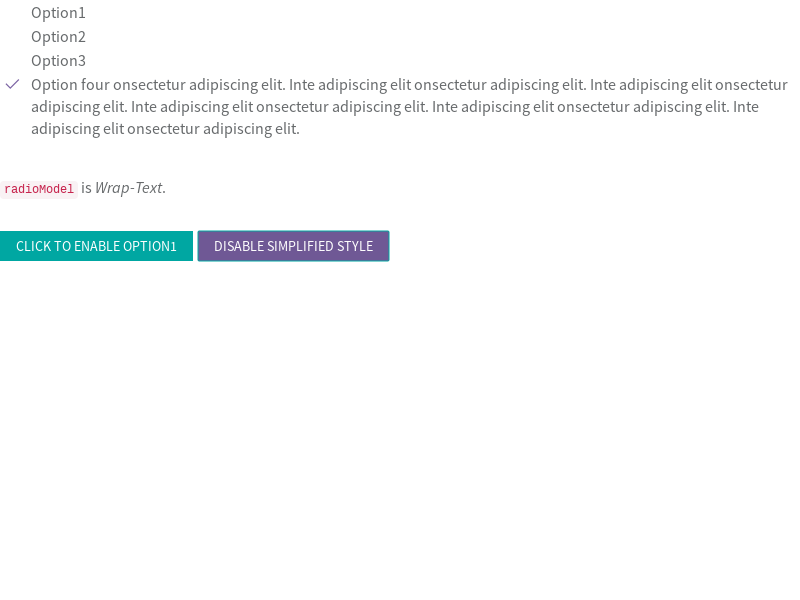 Option1
Option2
Option3
Option four onsectetur adipiscing elit. Inte adipiscing elit onsectetur adipiscing elit. Inte adipiscing elit onsectetur
adipiscing elit. Inte adipiscing elit onsectetur adipiscing elit. Inte adipiscing elit onsectetur adipiscing elit. Inte
adipiscing elit onsectetur adipiscing elit.
radioModel is Wrap-Text.
CLICK TO ENABLE OPTION1 DISABLE SIMPLIFIED STYLE